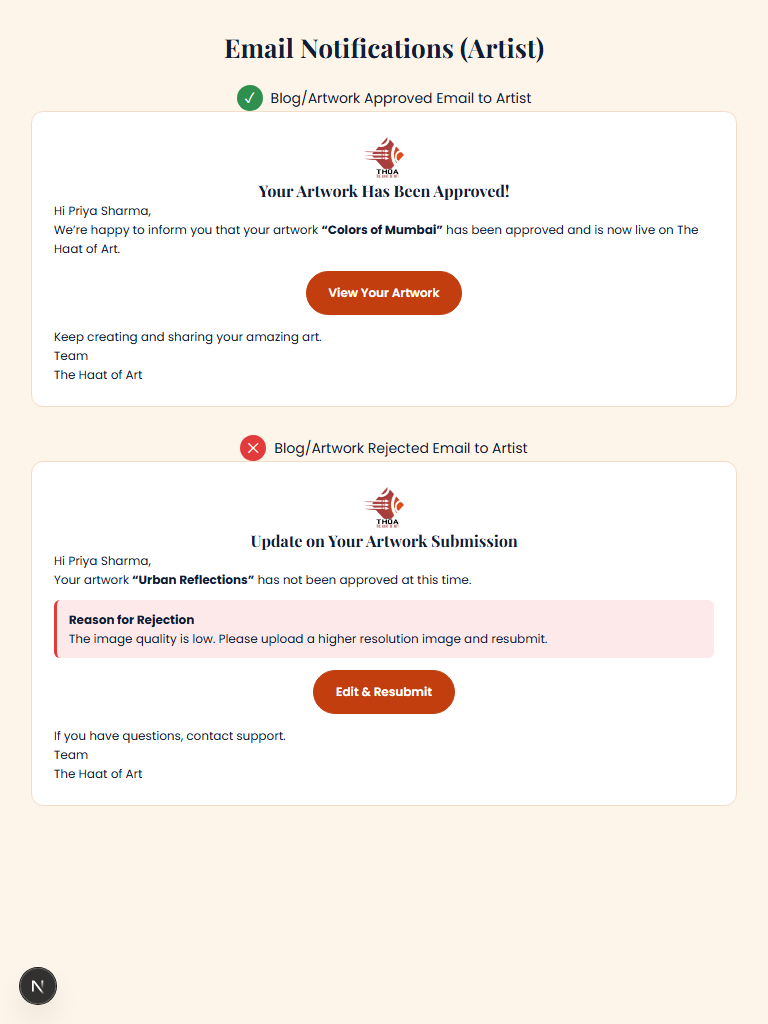 Email Notifications (Artist)
Blog/Artwork Approved Email to Artist
THOA
Your Artwork Has Been Approved!
Hi Priya Sharma,
We’re happy to inform you that your artwork “Colors of Mumbai” has been approved and is now live on The
Haat of Art.
View Your Artwork
Keep creating and sharing your amazing art.
Team
The Haat of Art
Blog/Artwork Rejected Email to Artist
THOA
Update on Your Artwork Submission
Hi Priya Sharma,
Your artwork “Urban Reflections” has not been approved at this time.
Reason for Rejection
The image quality is low. Please upload a higher resolution image and resubmit.
Edit & Resubmit
If you have questions, contact support.
Team
The Haat of Art
N